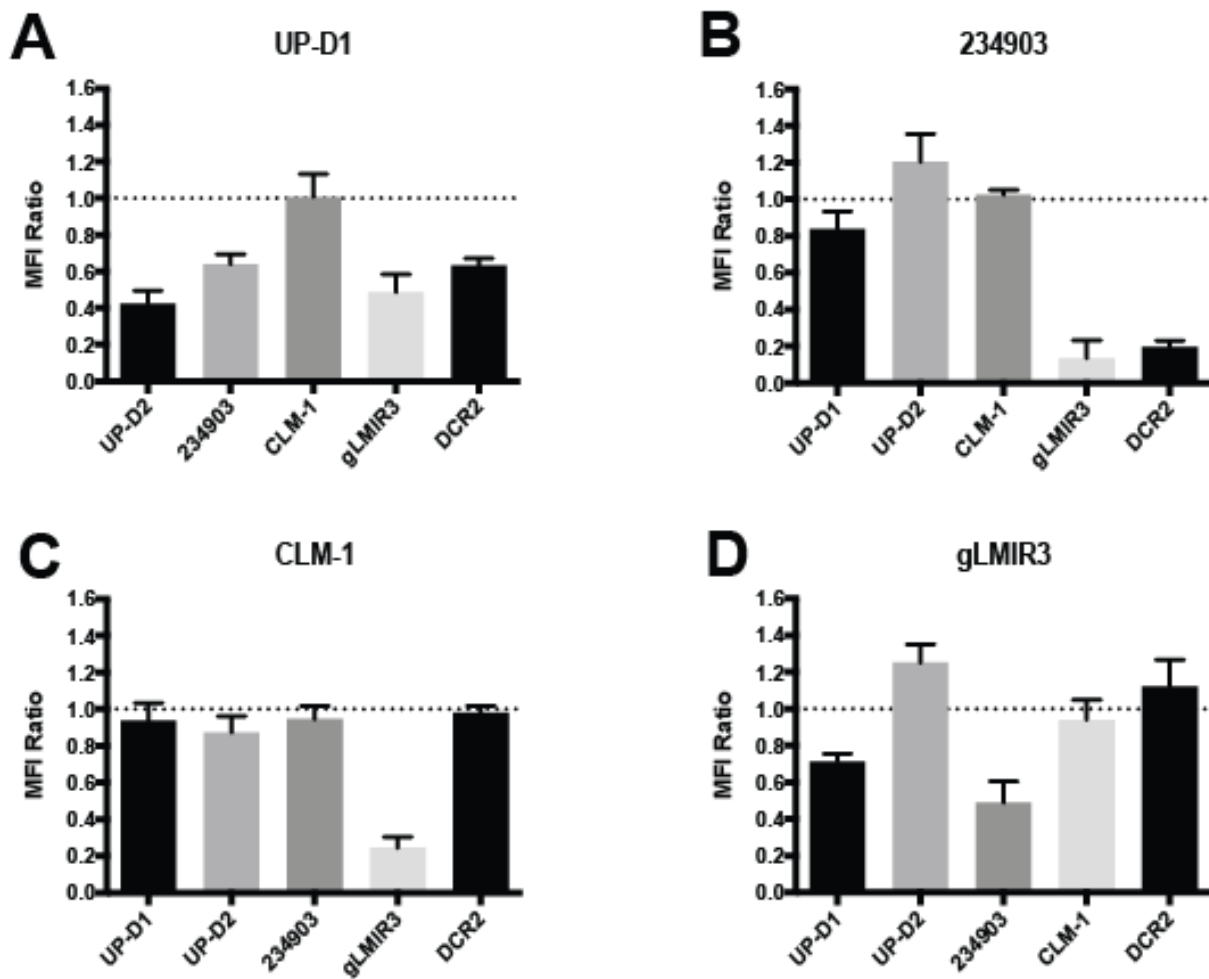 A
UP-D1
MFI Ratio
1.6
1.4
1.2
1.0
0.8
0.6
0.4
0.2
0.0
UP-D2
234903
CLM-1
gLMIR3
DCR2
B
234903
MFI Ratio
1.6
1.4
1.2
1.0
0.8
0.6
0.4
0.2
0.0
UP-D1
UP-D2
CLM-1
gLMIR3
DCR2
C
CLM-1
MFI Ratio
1.6
1.4
1.2
1.0
0.8
0.6
0.4
0.2
0.0
UP-D1
UP-D2
234903
gLMIR3
DCR2
D
gLMIR3
MFI Ratio
1.6
1.4
1.2
1.0
0.8
0.6
0.4
0.2
0.0
UP-D1
UP-D2
234903
CLM-1
DCR2